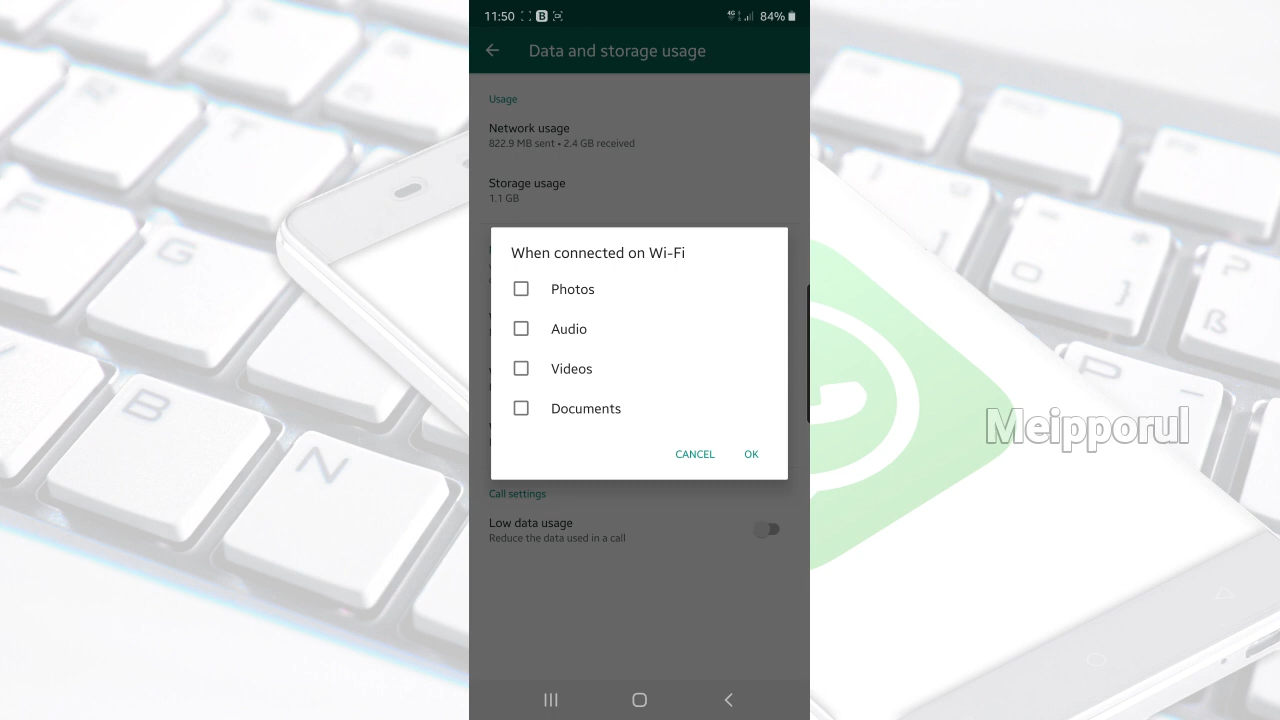 11:50 B 4G 84%
Data and storage usage
Usage
Network usage
822.9 MB sent • 2.4 GB received
Storage usage
1.1 GB
When connected on Wi-Fi
Photos
Audio
Videos
Documents
CANCEL OK
Call settings
Low data usage
Reduce the data used in a call
Meipporul
T
F
G
B
N
P
ß